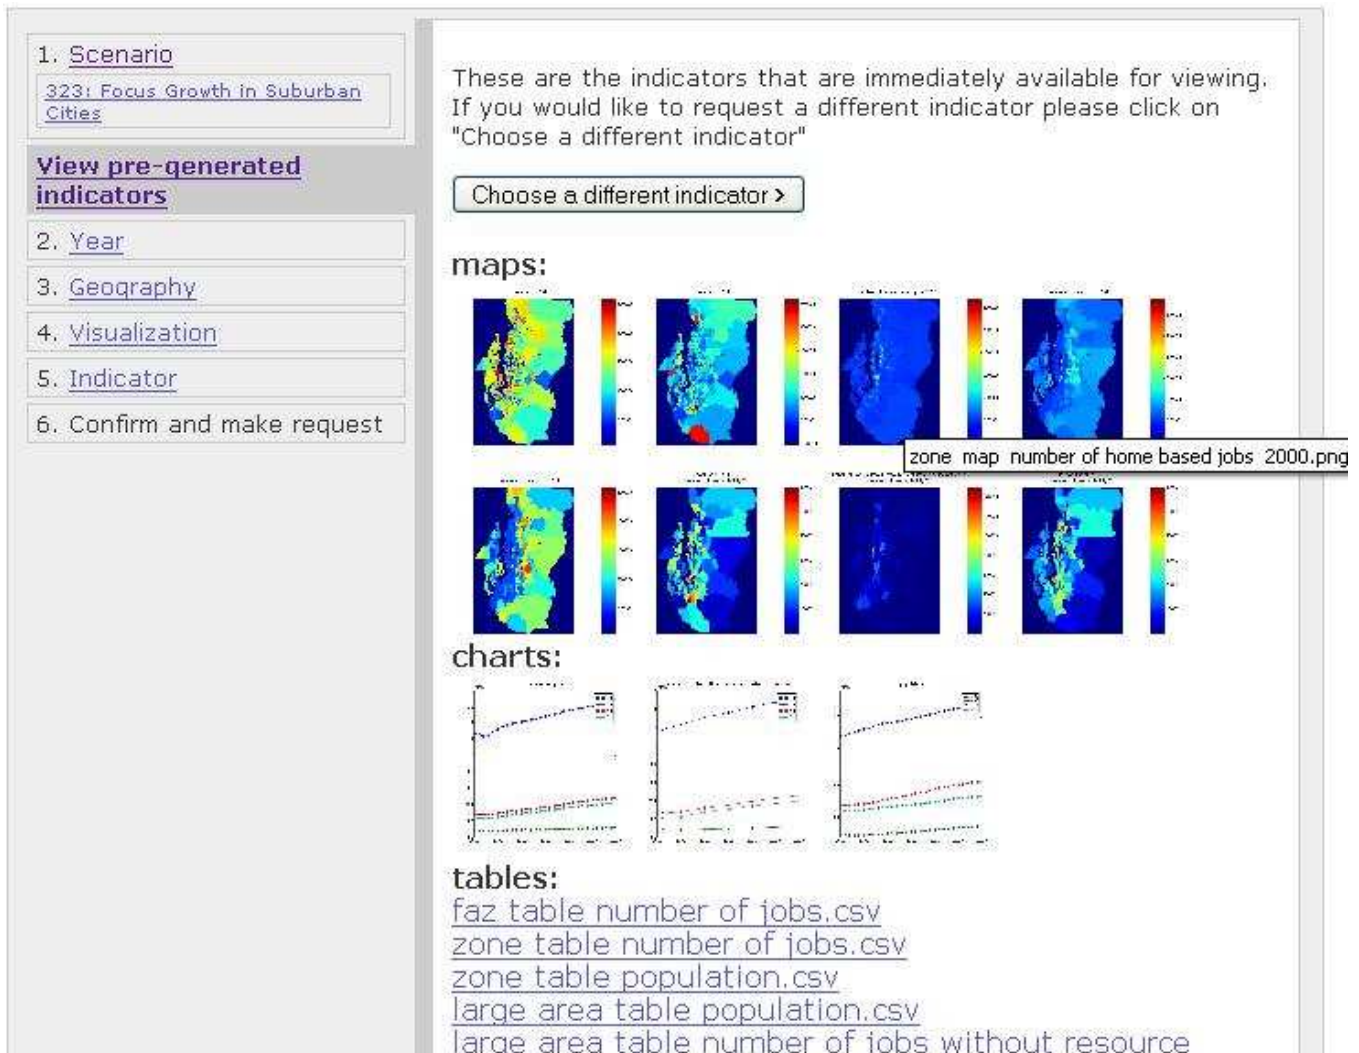 1. Scenario
323: Focus Growth in Suburban
Cities
View pre-generated
indicators
2. Year
3. Geography
4. Visualization
5. Indicator
6. Confirm and make request
These are the indicators that are immediately available for viewing.
If you would like to request a different indicator please click on
"Choose a different indicator"
Choose a different indicator >
maps:
zone map number of home based jobs 2000.png
charts:
tables:
faz table number of jobs.csv
zone table number of jobs.csv
zone table population.csv
large area table population.csv
large area table number of jobs without resource